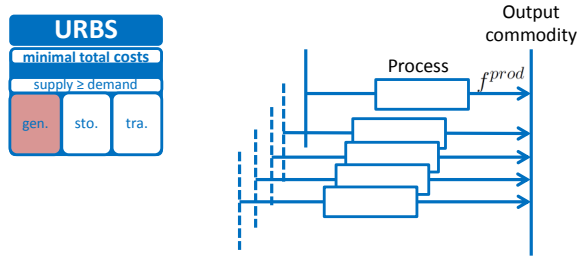 URBS
minimal total costs
supply ≥ demand
gen. sto. tra.
Output
commodity
Process
f^{prod}